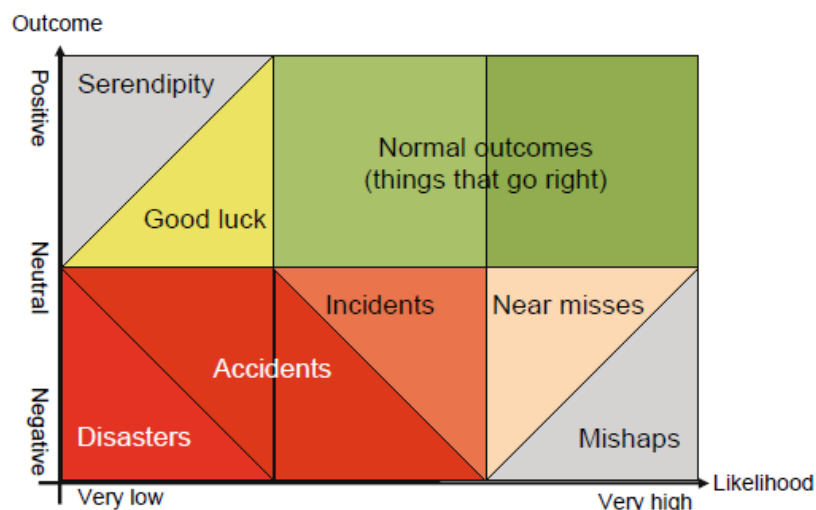 Outcome
Positive
Neutral
Negative
Serendipity
Good luck
Normal outcomes
(things that go right)
Incidents
Near misses
Accidents
Disasters
Mishaps
Very low
Very high
Likelihood